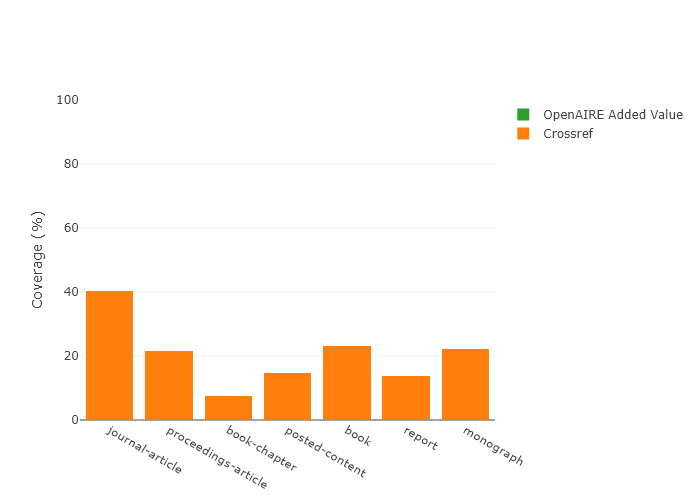 100
80
60
40
20
0
Coverage (%)
journal-article
proceedings-article
book-chapter
posted-content
book
report
monograph
OpenAIRE Added Value
Crossref